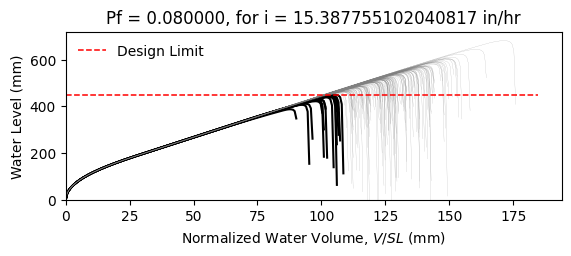 Pf = 0.080000, for i = 15.387755102040817 in/hr
Design Limit
Water Level (mm)
600
400
200
0
0 25 50 75 100 125 150 175
Normalized Water Volume, V/SL (mm)